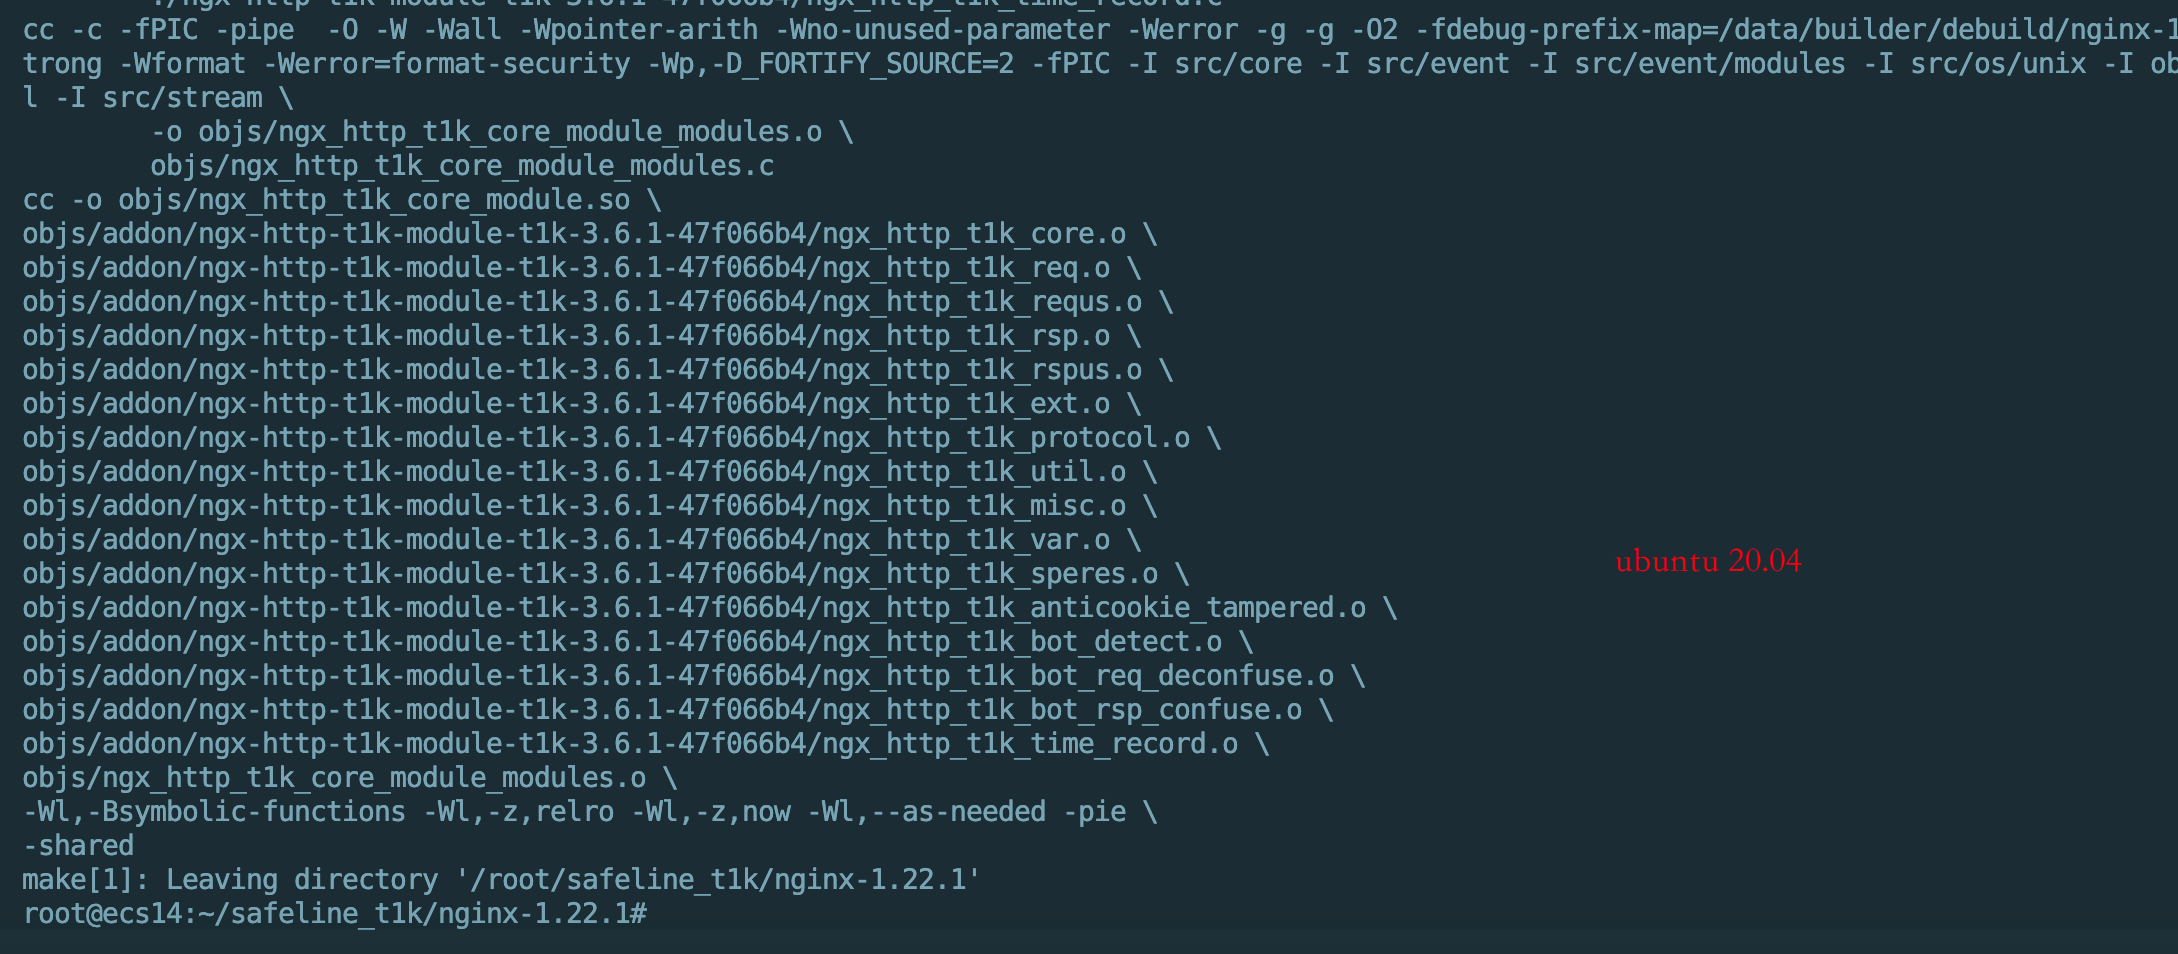 ./ngx-http-t1k-module-t1k-3.6.1-47f066b4/ngx_http_t1k_time_record.c
cc -c -fPIC -pipe  -O -W -Wall -Wpointer-arith -Wno-unused-parameter -Werror -g -g -O2 -fdebug-prefix-map=/data/builder/debuild/nginx-1
trong -Wformat -Werror=format-security -Wp,-D_FORTIFY_SOURCE=2 -fPIC -I src/core -I src/event -I src/event/modules -I src/os/unix -I ob
l -I src/stream \
-o objs/ngx_http_t1k_core_module_modules.o \
objs/ngx_http_t1k_core_module_modules.c
cc -o objs/ngx_http_t1k_core_module.so \
objs/addon/ngx-http-t1k-module-t1k-3.6.1-47f066b4/ngx_http_t1k_core.o \
objs/addon/ngx-http-t1k-module-t1k-3.6.1-47f066b4/ngx_http_t1k_req.o \
objs/addon/ngx-http-t1k-module-t1k-3.6.1-47f066b4/ngx_http_t1k_requs.o \
objs/addon/ngx-http-t1k-module-t1k-3.6.1-47f066b4/ngx_http_t1k_rsp.o \
objs/addon/ngx-http-t1k-module-t1k-3.6.1-47f066b4/ngx_http_t1k_rspus.o \
objs/addon/ngx-http-t1k-module-t1k-3.6.1-47f066b4/ngx_http_t1k_ext.o \
objs/addon/ngx-http-t1k-module-t1k-3.6.1-47f066b4/ngx_http_t1k_protocol.o \
objs/addon/ngx-http-t1k-module-t1k-3.6.1-47f066b4/ngx_http_t1k_util.o \
objs/addon/ngx-http-t1k-module-t1k-3.6.1-47f066b4/ngx_http_t1k_misc.o \
objs/addon/ngx-http-t1k-module-t1k-3.6.1-47f066b4/ngx_http_t1k_var.o \
ubuntu 20.04
objs/addon/ngx-http-t1k-module-t1k-3.6.1-47f066b4/ngx_http_t1k_speres.o \
objs/addon/ngx-http-t1k-module-t1k-3.6.1-47f066b4/ngx_http_t1k_anticookie_tampered.o \
objs/addon/ngx-http-t1k-module-t1k-3.6.1-47f066b4/ngx_http_t1k_bot_detect.o \
objs/addon/ngx-http-t1k-module-t1k-3.6.1-47f066b4/ngx_http_t1k_bot_req_deconfuse.o \
objs/addon/ngx-http-t1k-module-t1k-3.6.1-47f066b4/ngx_http_t1k_bot_rsp_confuse.o \
objs/addon/ngx-http-t1k-module-t1k-3.6.1-47f066b4/ngx_http_t1k_time_record.o \
objs/ngx_http_t1k_core_module_modules.o \
-Wl,-Bsymbolic-functions -Wl,-z,relro -Wl,-z,now -Wl,--as-needed -pie \
-shared
make[1]: Leaving directory '/root/safeline_t1k/nginx-1.22.1'
root@ecs14:~/safeline_t1k/nginx-1.22.1#